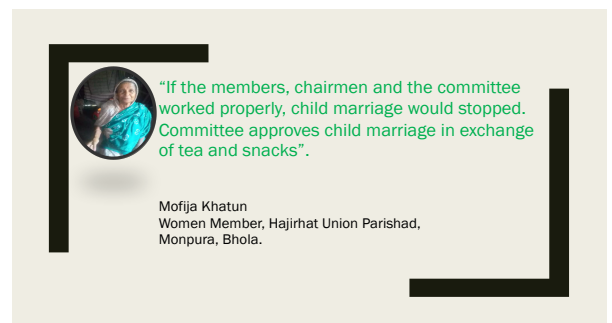 “If the members, chairmen and the committee
worked properly, child marriage would stopped.
Committee approves child marriage in exchange
of tea and snacks”.
Mofija Khatun
Women Member, Hajirhat Union Parishad,
Monpura, Bhola.